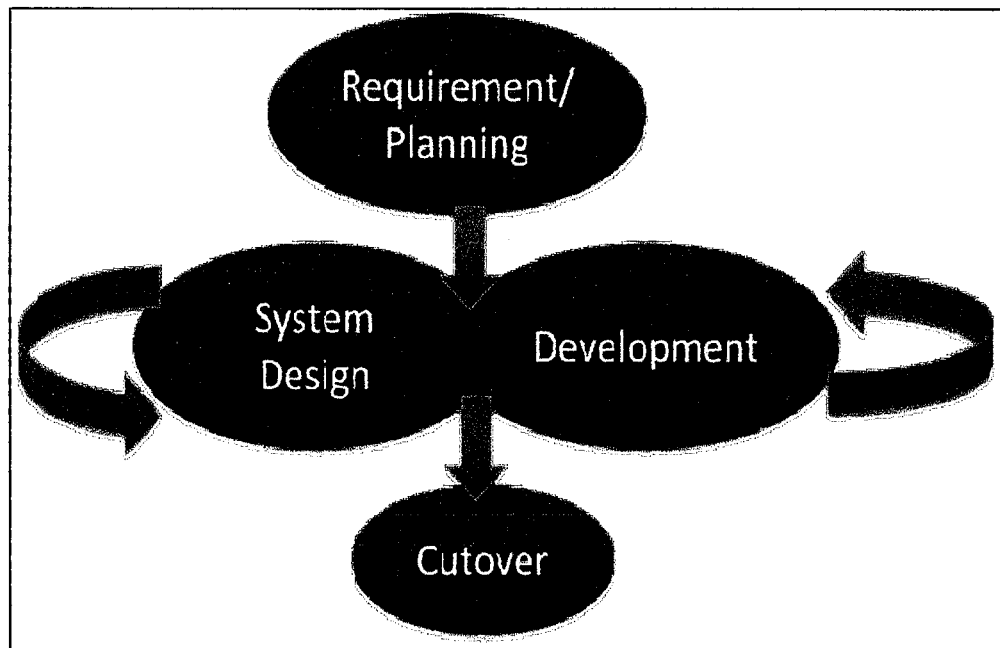 Requirement/
Planning
System
Design
Development
Cutover